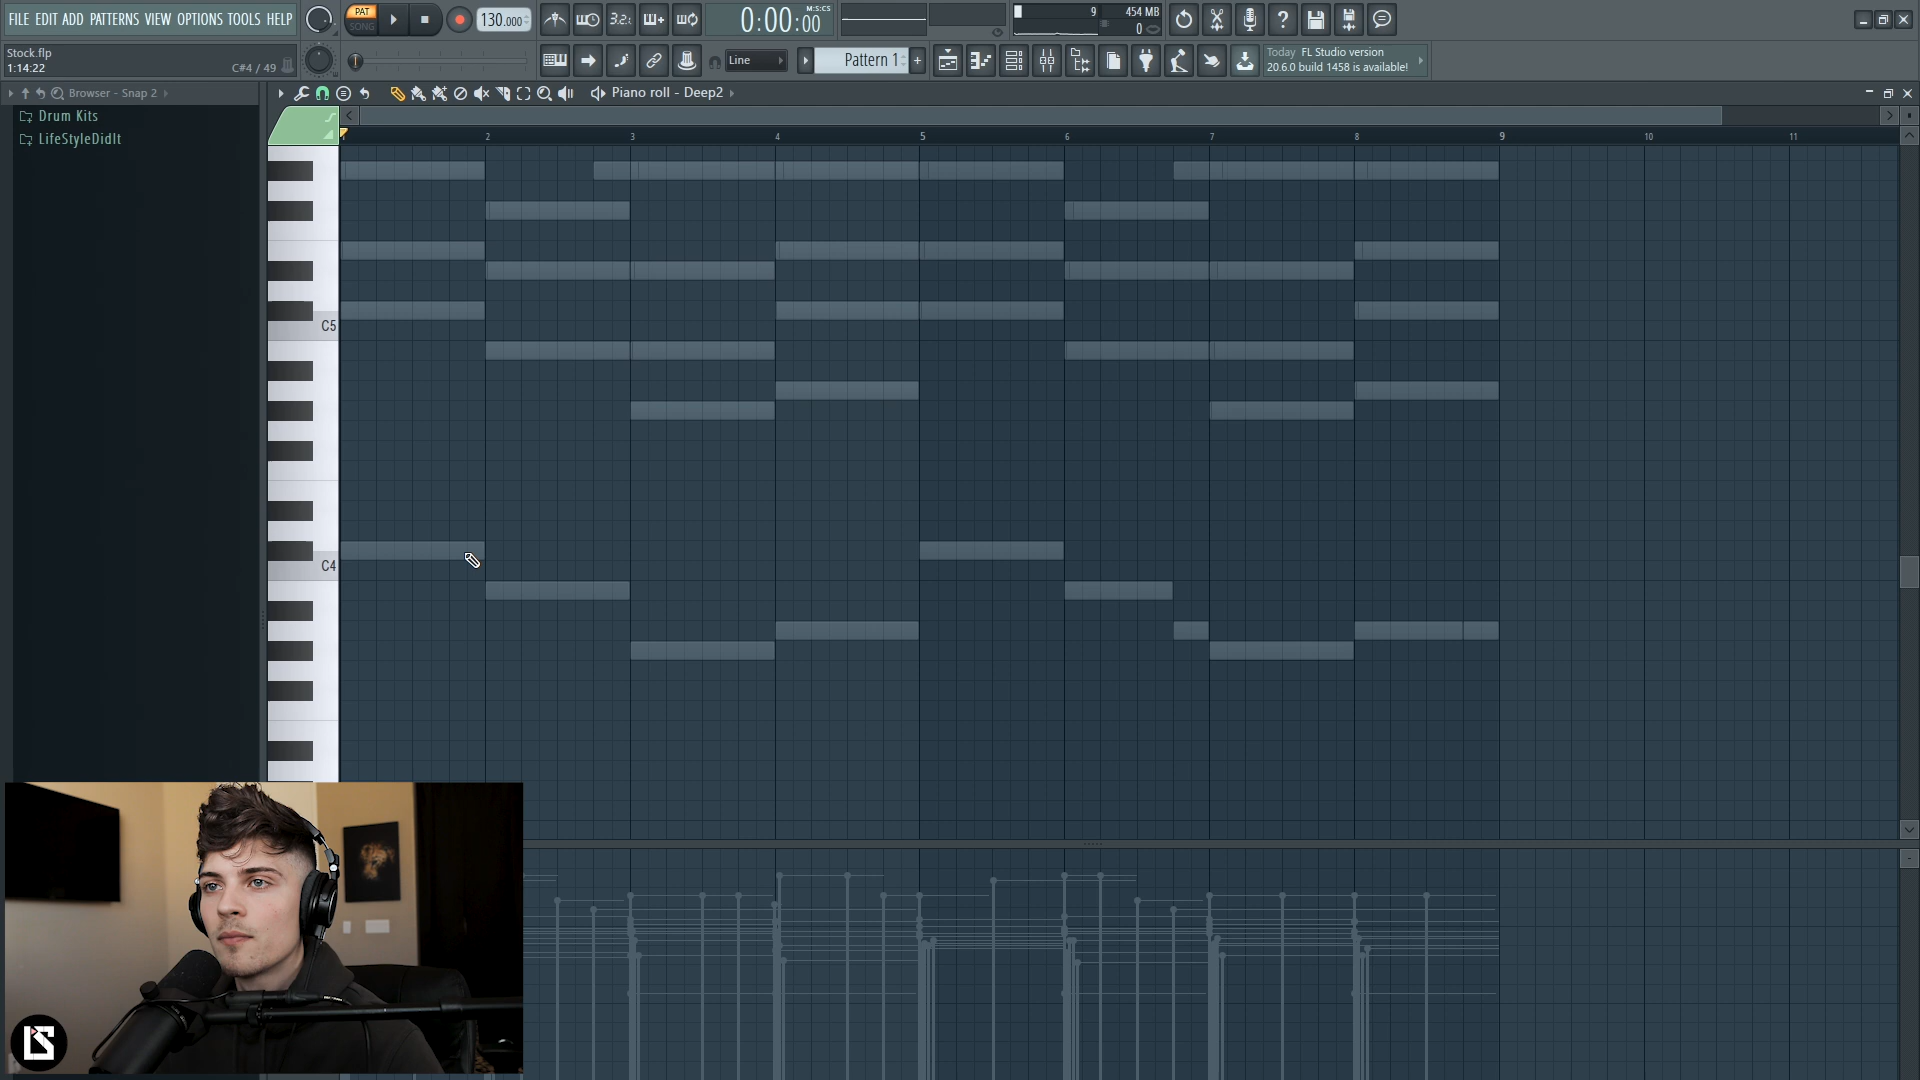 FILE EDIT ADD PATTERNS VIEW OPTIONS TOOLS HELP
PAT
SONG
130.000
3.2.
0:00:00
M:S:CS
9
454 MB
0
Stock.flp
1:14:22
C#4 / 49
Line
Pattern 1
+
Today FL Studio version
20.6.0 build 1458 is available!
Browser - Snap 2
Piano roll - Deep2
Drum Kits
LifeStyleDidIt
2
3
4
5
6
7
8
9
10
11
C5
C4